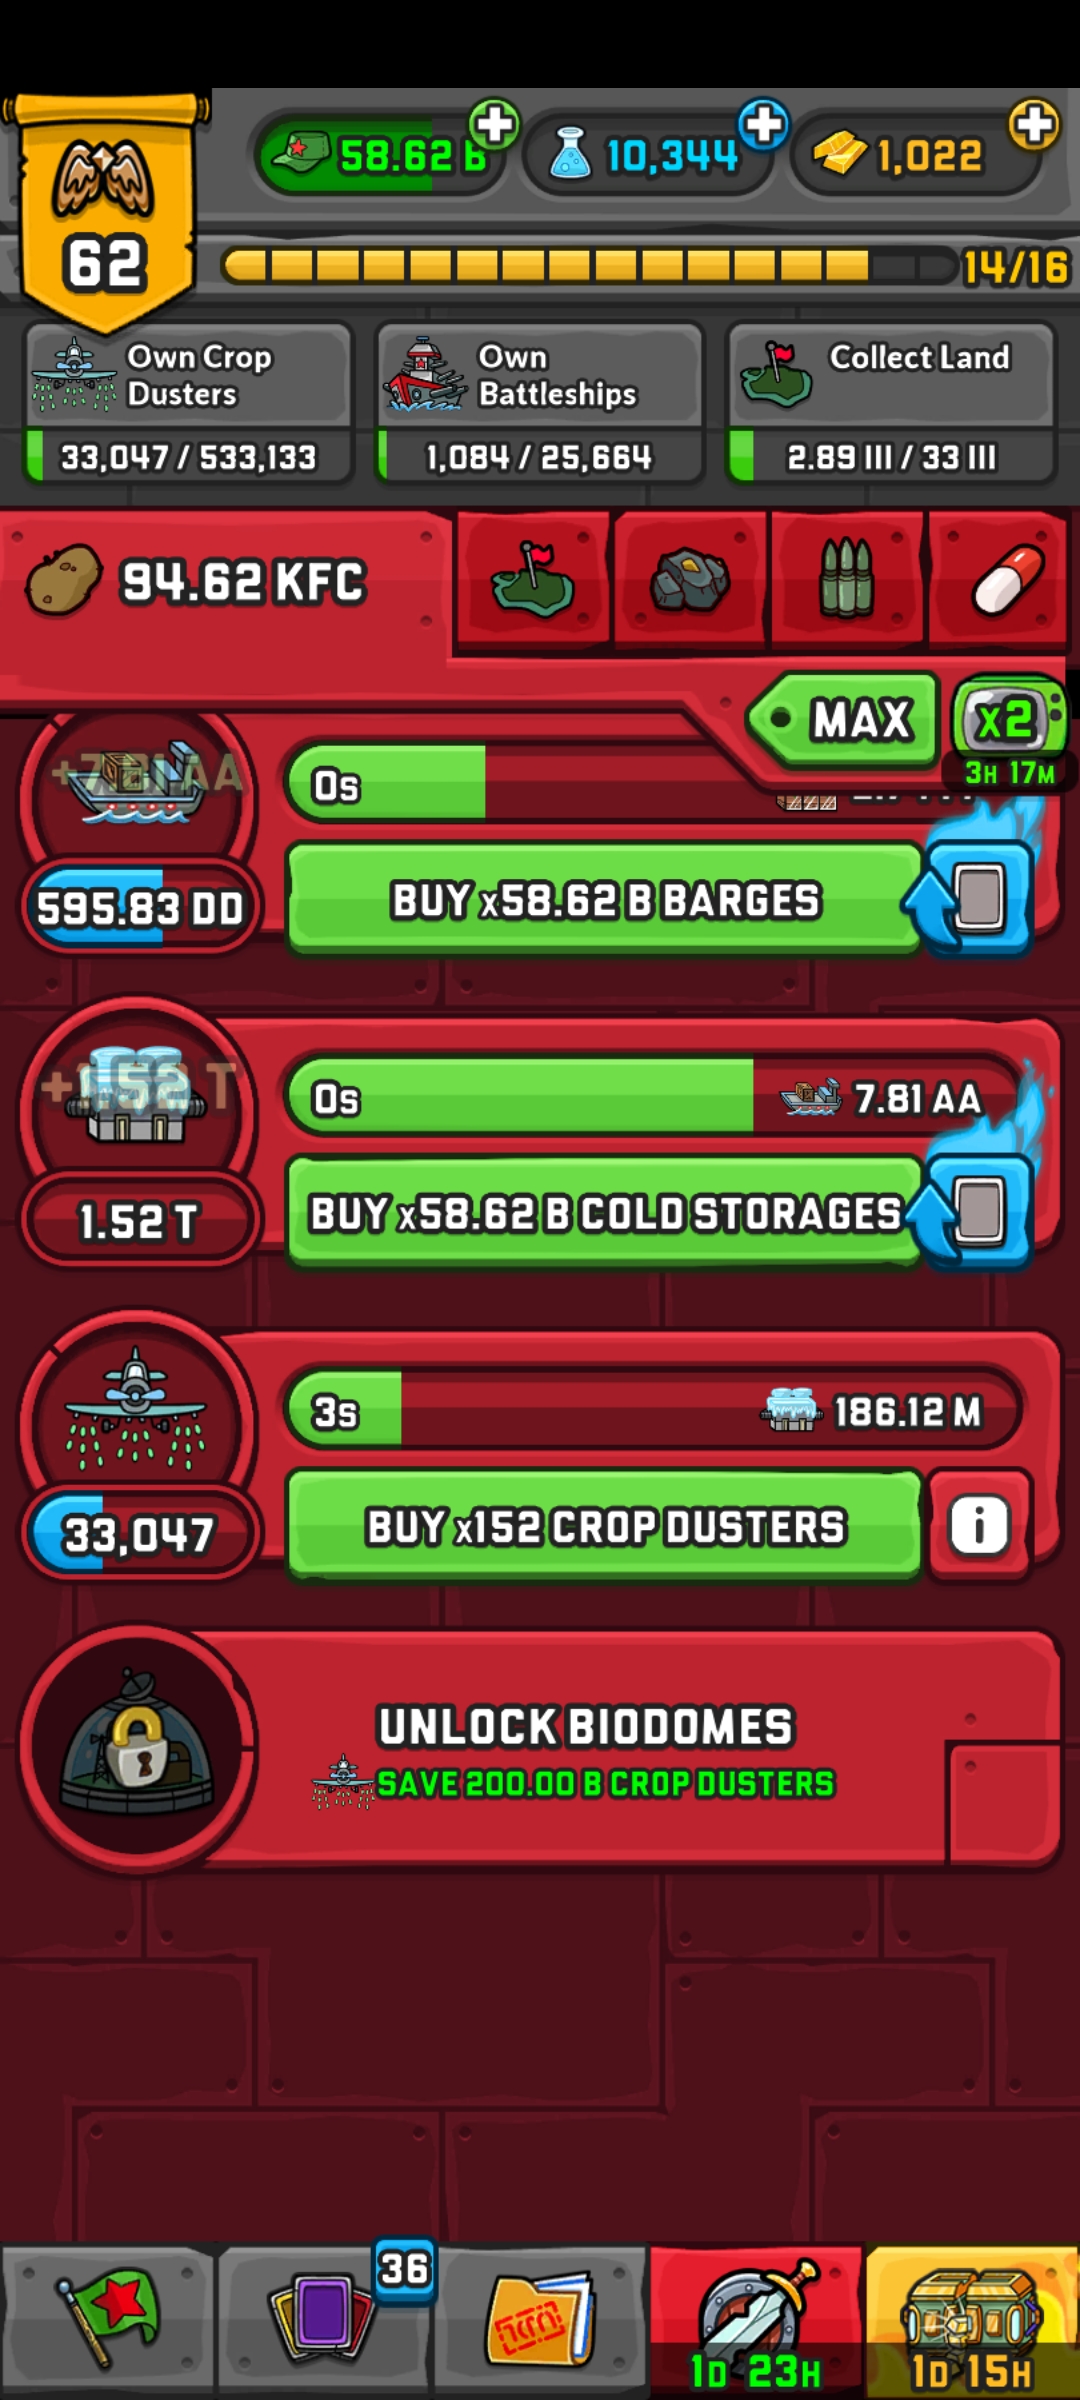 58.62 B
10,344
1,022
62
14/16
Own Crop Dusters
33,047 / 533,133
Own Battleships
1,084 / 25,664
Collect Land
2.89 III / 33 III
94.62 KFC
MAX
x2
3H 17M
0s
595.83 DD
BUY x58.62 B BARGES
+1.52 T
0s
7.81 AA
1.52 T
BUY x58.62 B COLD STORAGES
3s
186.12 M
33,047
BUY x152 CROP DUSTERS
i
UNLOCK BIODOMES
SAVE 200.00 B CROP DUSTERS
36
1D 23H
1D 15H